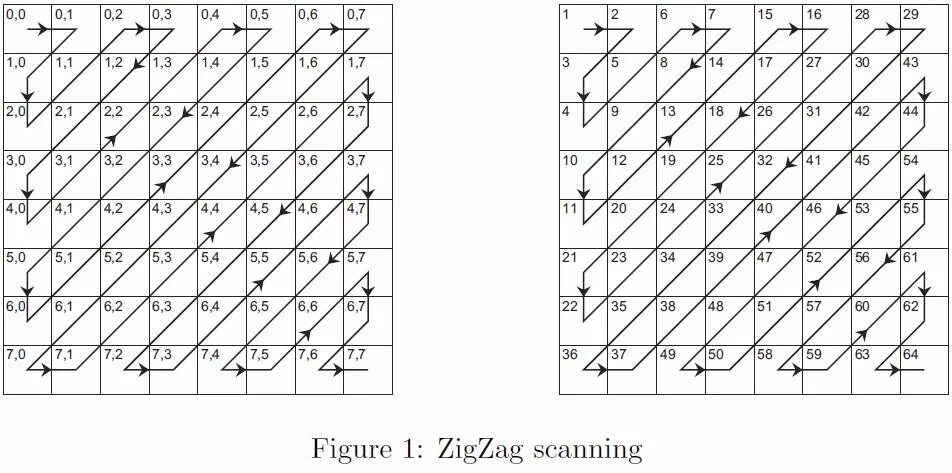 0,0 0,1 0,2 0,3 0,4 0,5 0,6 0,7
1,0 1,1 1,2 1,3 1,4 1,5 1,6 1,7
2,0 2,1 2,2 2,3 2,4 2,5 2,6 2,7
3,0 3,1 3,2 3,3 3,4 3,5 3,6 3,7
4,0 4,1 4,2 4,3 4,4 4,5 4,6 4,7
5,0 5,1 5,2 5,3 5,4 5,5 5,6 5,7
6,0 6,1 6,2 6,3 6,4 6,5 6,6 6,7
7,0 7,1 7,2 7,3 7,4 7,5 7,6 7,7
1 2 6 7 15 16 28 29
3 5 8 14 17 27 30 43
4 9 13 18 26 31 42 44
10 12 19 25 32 41 45 54
11 20 24 33 40 46 53 55
21 23 34 39 47 52 56 61
22 35 38 48 51 57 60 62
36 37 49 50 58 59 63 64
Figure 1: ZigZag scanning